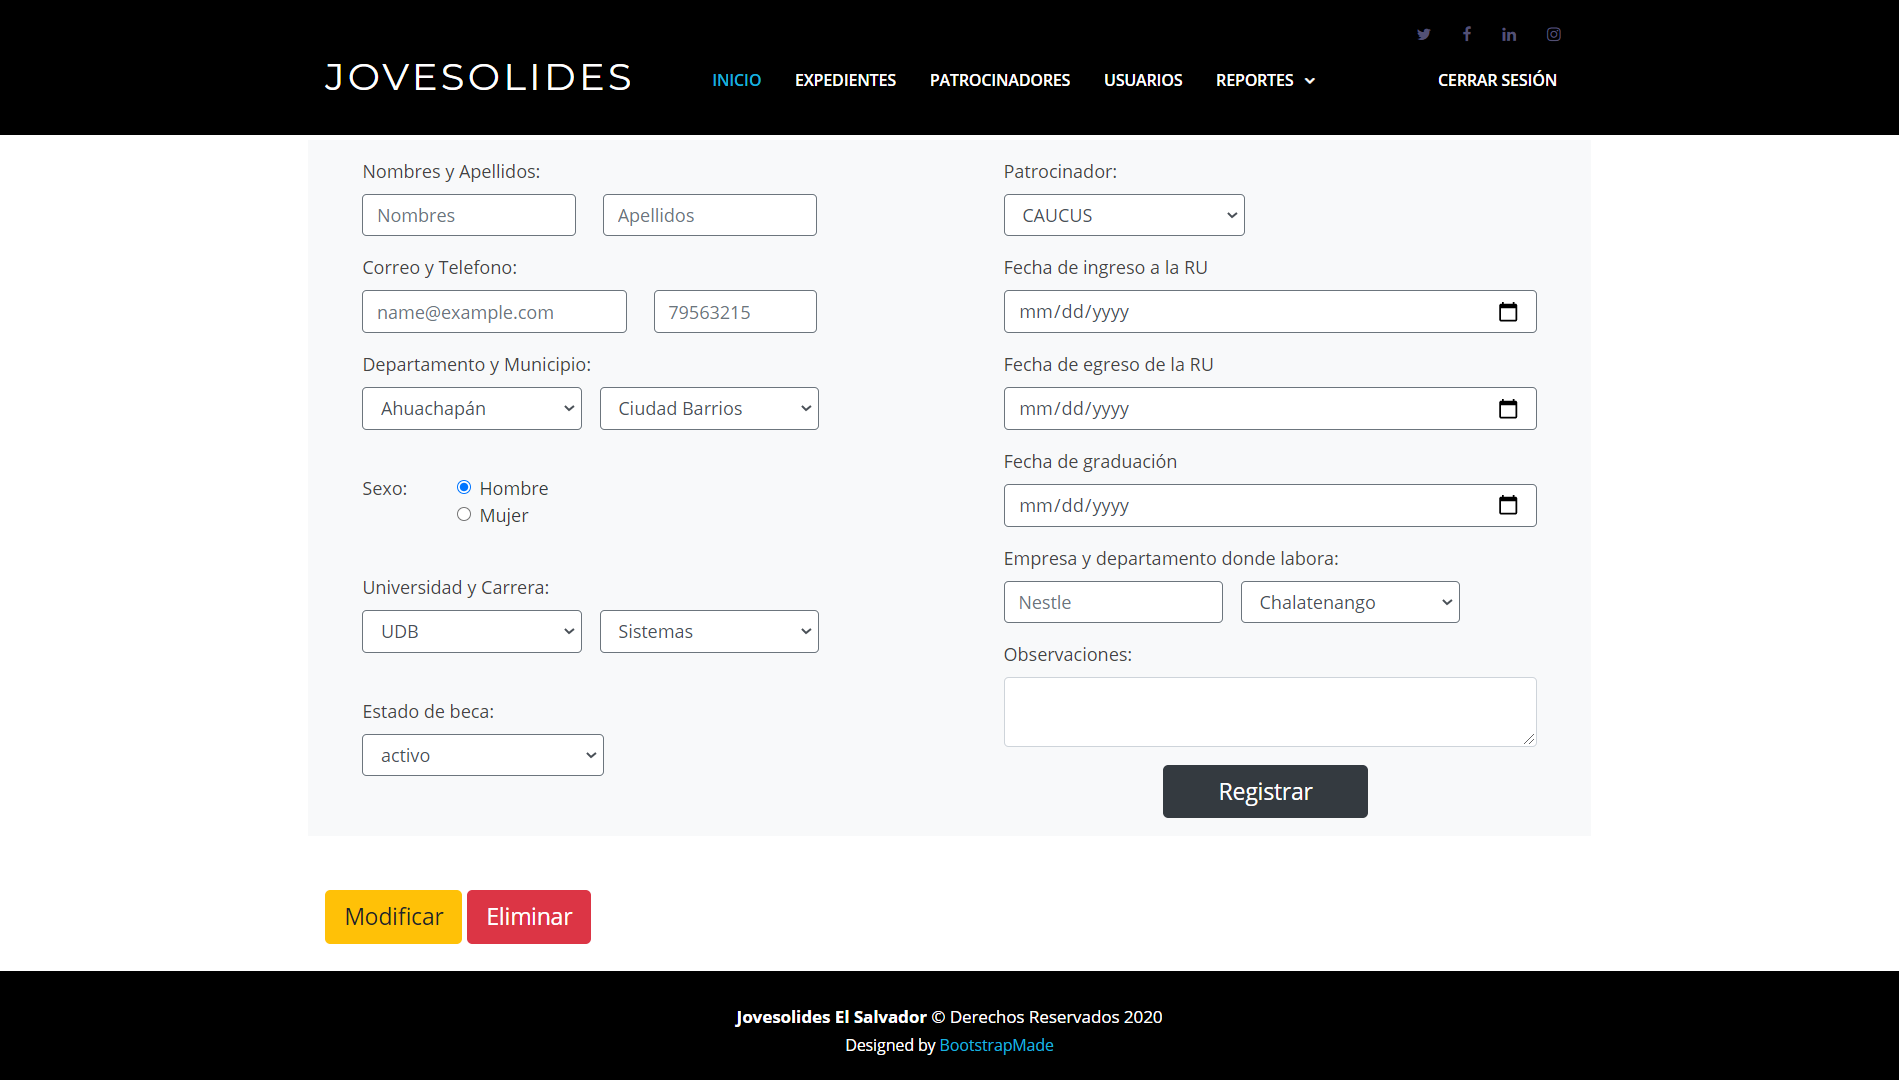 JOVESOLIDES
INICIO EXPEDIENTES PATROCINADORES USUARIOS REPORTES CERRAR SESIÓN
Nombres y Apellidos:
Nombres Apellidos
Correo y Telefono:
name@example.com 79563215
Departamento y Municipio:
Ahuachapán Ciudad Barrios
Sexo: Hombre
Mujer
Universidad y Carrera:
UDB Sistemas
Estado de beca:
activo
Patrocinador:
CAUCUS
Fecha de ingreso a la RU
mm/dd/yyyy
Fecha de egreso de la RU
mm/dd/yyyy
Fecha de graduación
mm/dd/yyyy
Empresa y departamento donde labora:
Nestle Chalatenango
Observaciones:
Registrar
Modificar Eliminar
Jovesolides El Salvador © Derechos Reservados 2020
Designed by BootstrapMade